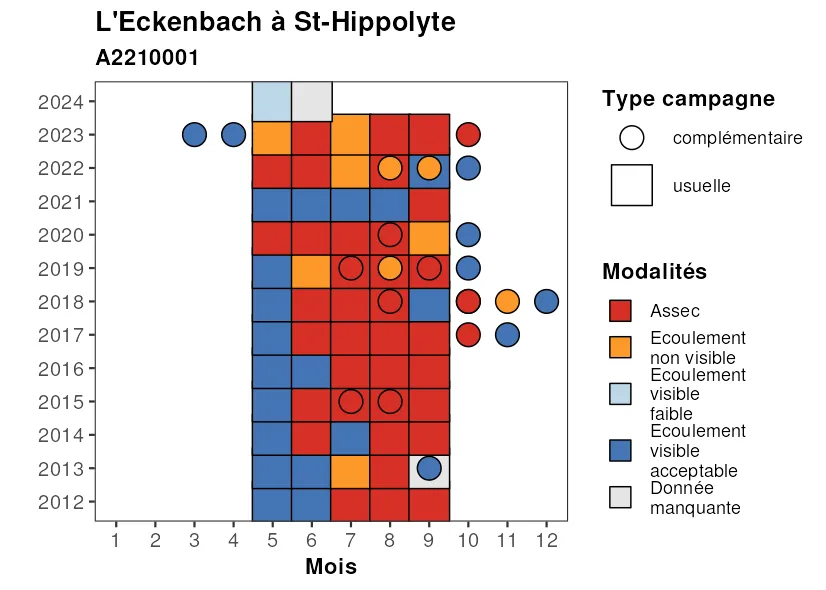 L'Eckenbach à St-Hippolyte
A2210001
2024
2023
2022
2021
2020
2019
2018
2017
2016
2015
2014
2013
2012
1 2 3 4 5 6 7 8 9 10 11 12
Mois
Type campagne
complémentaire
usuelle
Modalités
Assec
Ecoulement
non visible
Ecoulement
visible
faible
Ecoulement
visible
acceptable
Donnée
manquante